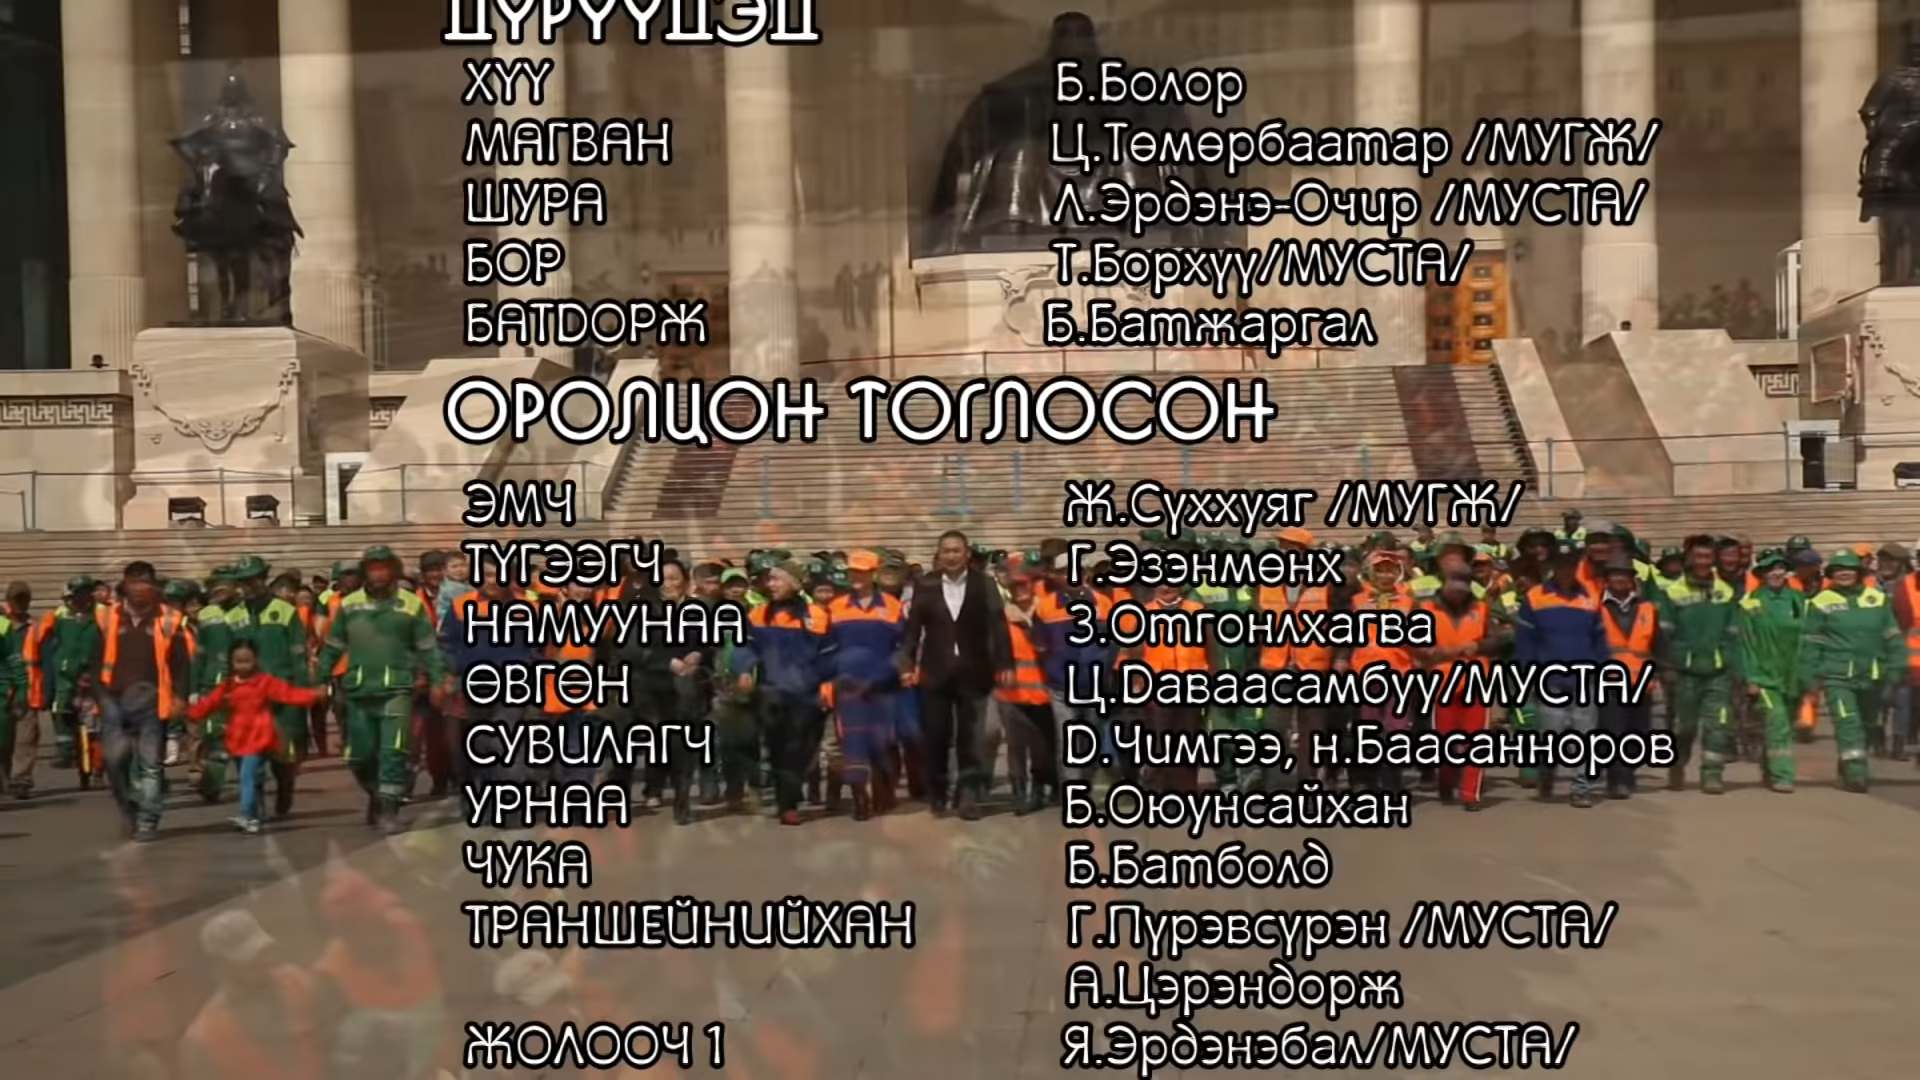 ДҮРҮҮДЭД
ХҮҮ Б.Болор
МАГВАН Ц.Төмөрбаатар /МУГЖ/
ШУРА Л.Эрдэнэ-Очир /МУСТА/
БОР Т.Борхүү/МУСТА/
БАТДОРЖ Б.Батжаргал
ОРОЛЦОН ТОГЛОСОН
ЭМЧ Ж.Сүххуяг /МУГЖ/
ТҮГЭЭГЧ Г.Эзэнмөнх
НАМУУНАА З.Отгонлхагва
ӨВГӨН Ц.Даваасамбуу/МУСТА/
СУВИЛАГЧ D.Чимгээ, н.Баасанноров
УРНАА Б.Оюунсайхан
ЧУКА Б.Батболд
ТРАНШЕЙНИЙХАН Г.Пүрэвсүрэн /МУСТА/
А.Цэрэндорж
ЖОЛООЧ 1 Я.Эрдэнэбал/МУСТА/